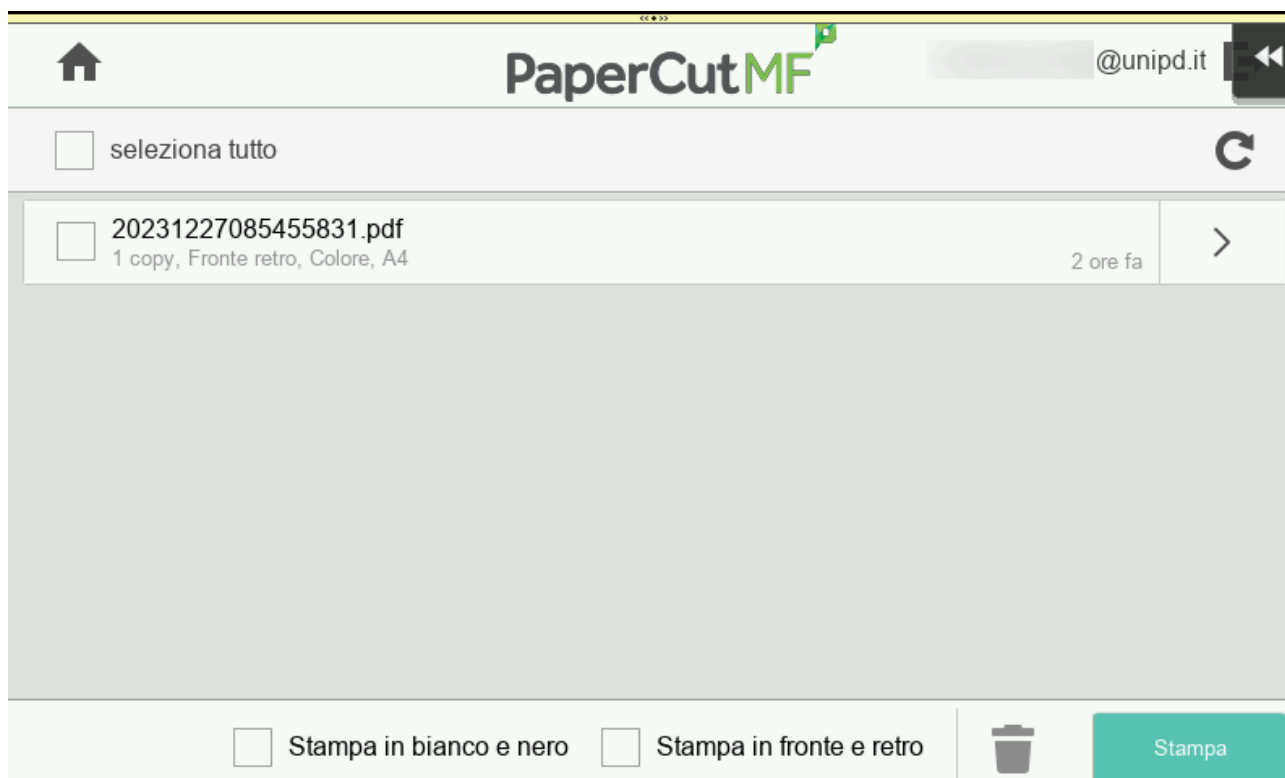 PaperCutMF
@unipd.it
seleziona tutto
20231227085455831.pdf
1 copy, Fronte retro, Colore, A4
2 ore fa
Stampa in bianco e nero
Stampa in fronte e retro
Stampa